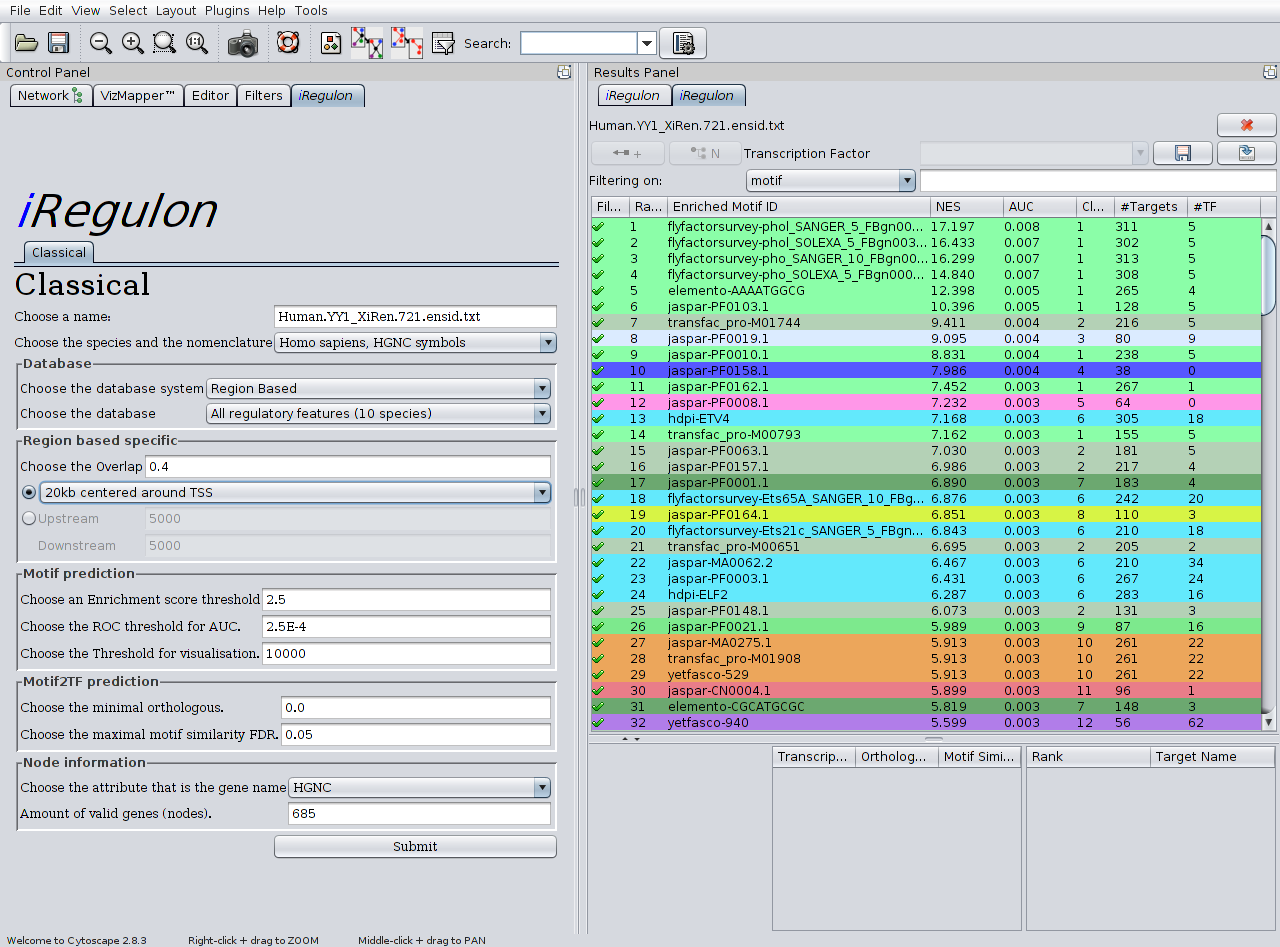 File Edit View Select Layout Plugins Help Tools
Search:
Control Panel
Network VizMapper™ Editor Filters iRegulon
iRegulon
Classical
Classical
Choose a name: Human.YY1_XiRen.721.ensid.txt
Choose the species and the nomenclature Homo sapiens, HGNC symbols
Database
Choose the database system Region Based
Choose the database All regulatory features (10 species)
Region based specific
Choose the Overlap 0.4
20kb centered around TSS
Upstream 5000
Downstream 5000
Motif prediction
Choose an Enrichment score threshold 2.5
Choose the ROC threshold for AUC. 2.5E-4
Choose the Threshold for visualisation. 10000
Motif2TF prediction
Choose the minimal orthologous. 0.0
Choose the maximal motif similarity FDR. 0.05
Node information
Choose the attribute that is the gene name HGNC
Amount of valid genes (nodes). 685
Submit
Results Panel
iRegulon iRegulon
Human.YY1_XiRen.721.ensid.txt
+ N Transcription Factor
Filtering on: motif
Fil... Ra... Enriched Motif ID NES AUC Cl... #Targets #TF
1 flyfactorsurvey-phol_SANGER_5_FBgn00... 17.197 0.008 1 311 5
2 flyfactorsurvey-phol_SOLEXA_5_FBgn003... 16.433 0.007 1 302 5
3 flyfactorsurvey-pho_SANGER_10_FBgn00... 16.299 0.007 1 313 5
4 flyfactorsurvey-pho_SOLEXA_5_FBgn000... 14.840 0.007 1 308 5
5 elemento-AAAATGGCG 12.398 0.005 1 265 4
6 jaspar-PF0103.1 10.396 0.005 1 128 5
7 transfac_pro-M01744 9.411 0.004 2 216 5
8 jaspar-PF0019.1 9.095 0.004 3 80 9
9 jaspar-PF0010.1 8.831 0.004 1 238 5
10 jaspar-PF0158.1 7.986 0.004 4 38 0
11 jaspar-PF0162.1 7.452 0.003 1 267 1
12 jaspar-PF0008.1 7.232 0.003 5 64 0
13 hdpi-ETV4 7.168 0.003 6 305 18
14 transfac_pro-M00793 7.162 0.003 1 155 5
15 jaspar-PF0063.1 7.030 0.003 2 181 5
16 jaspar-PF0157.1 6.986 0.003 2 217 4
17 jaspar-PF0001.1 6.890 0.003 7 183 4
18 flyfactorsurvey-Ets65A_SANGER_10_FBg... 6.876 0.003 6 242 20
19 jaspar-PF0164.1 6.851 0.003 8 110 3
20 flyfactorsurvey-Ets21c_SANGER_5_FBgn... 6.843 0.003 6 210 18
21 transfac_pro-M00651 6.695 0.003 2 205 2
22 jaspar-MA0062.2 6.467 0.003 6 210 34
23 jaspar-PF0003.1 6.431 0.003 6 267 24
24 hdpi-ELF2 6.287 0.003 6 283 16
25 jaspar-PF0148.1 6.073 0.003 2 131 3
26 jaspar-PF0021.1 5.989 0.003 9 87 16
27 jaspar-MA0275.1 5.913 0.003 10 261 22
28 transfac_pro-M01908 5.913 0.003 10 261 22
29 yetfasco-529 5.913 0.003 10 261 22
30 jaspar-CN0004.1 5.899 0.003 11 96 1
31 elemento-CGCATGCGC 5.819 0.003 7 148 3
32 yetfasco-940 5.599 0.003 12 56 62
Transcrip... Ortholog... Motif Simi... Rank Target Name
Welcome to Cytoscape 2.8.3 Right-click + drag to ZOOM Middle-click + drag to PAN